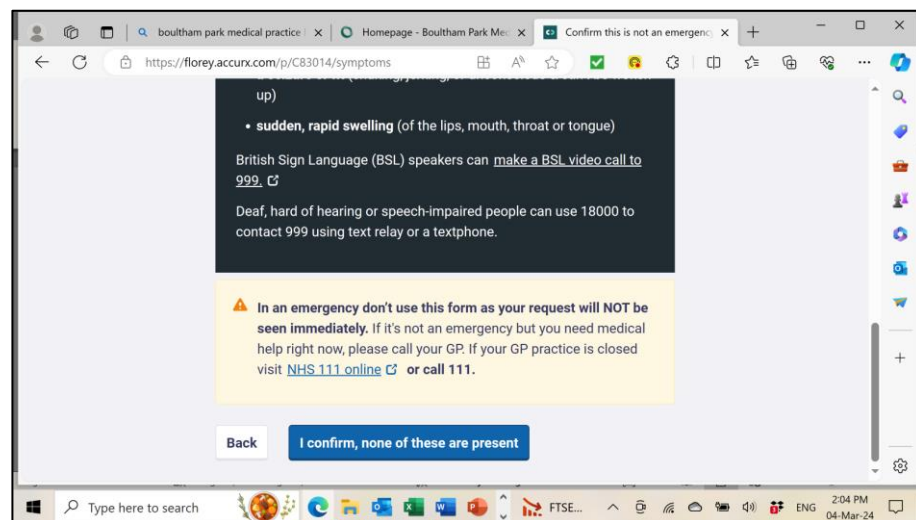 boultham park medical practice
Homepage - Boultham Park Med
Confirm this is not an emergenc
https://florey.accurx.com/p/C83014/symptoms
up)
• sudden, rapid swelling (of the lips, mouth, throat or tongue)
British Sign Language (BSL) speakers can make a BSL video call to
999.
Deaf, hard of hearing or speech-impaired people can use 18000 to
contact 999 using text relay or a textphone.
In an emergency don't use this form as your request will NOT be
seen immediately. If it's not an emergency but you need medical
help right now, please call your GP. If your GP practice is closed
visit NHS 111 online or call 111.
Back
I confirm, none of these are present
Type here to search
FTSE...
ENG
2:04 PM
04-Mar-24